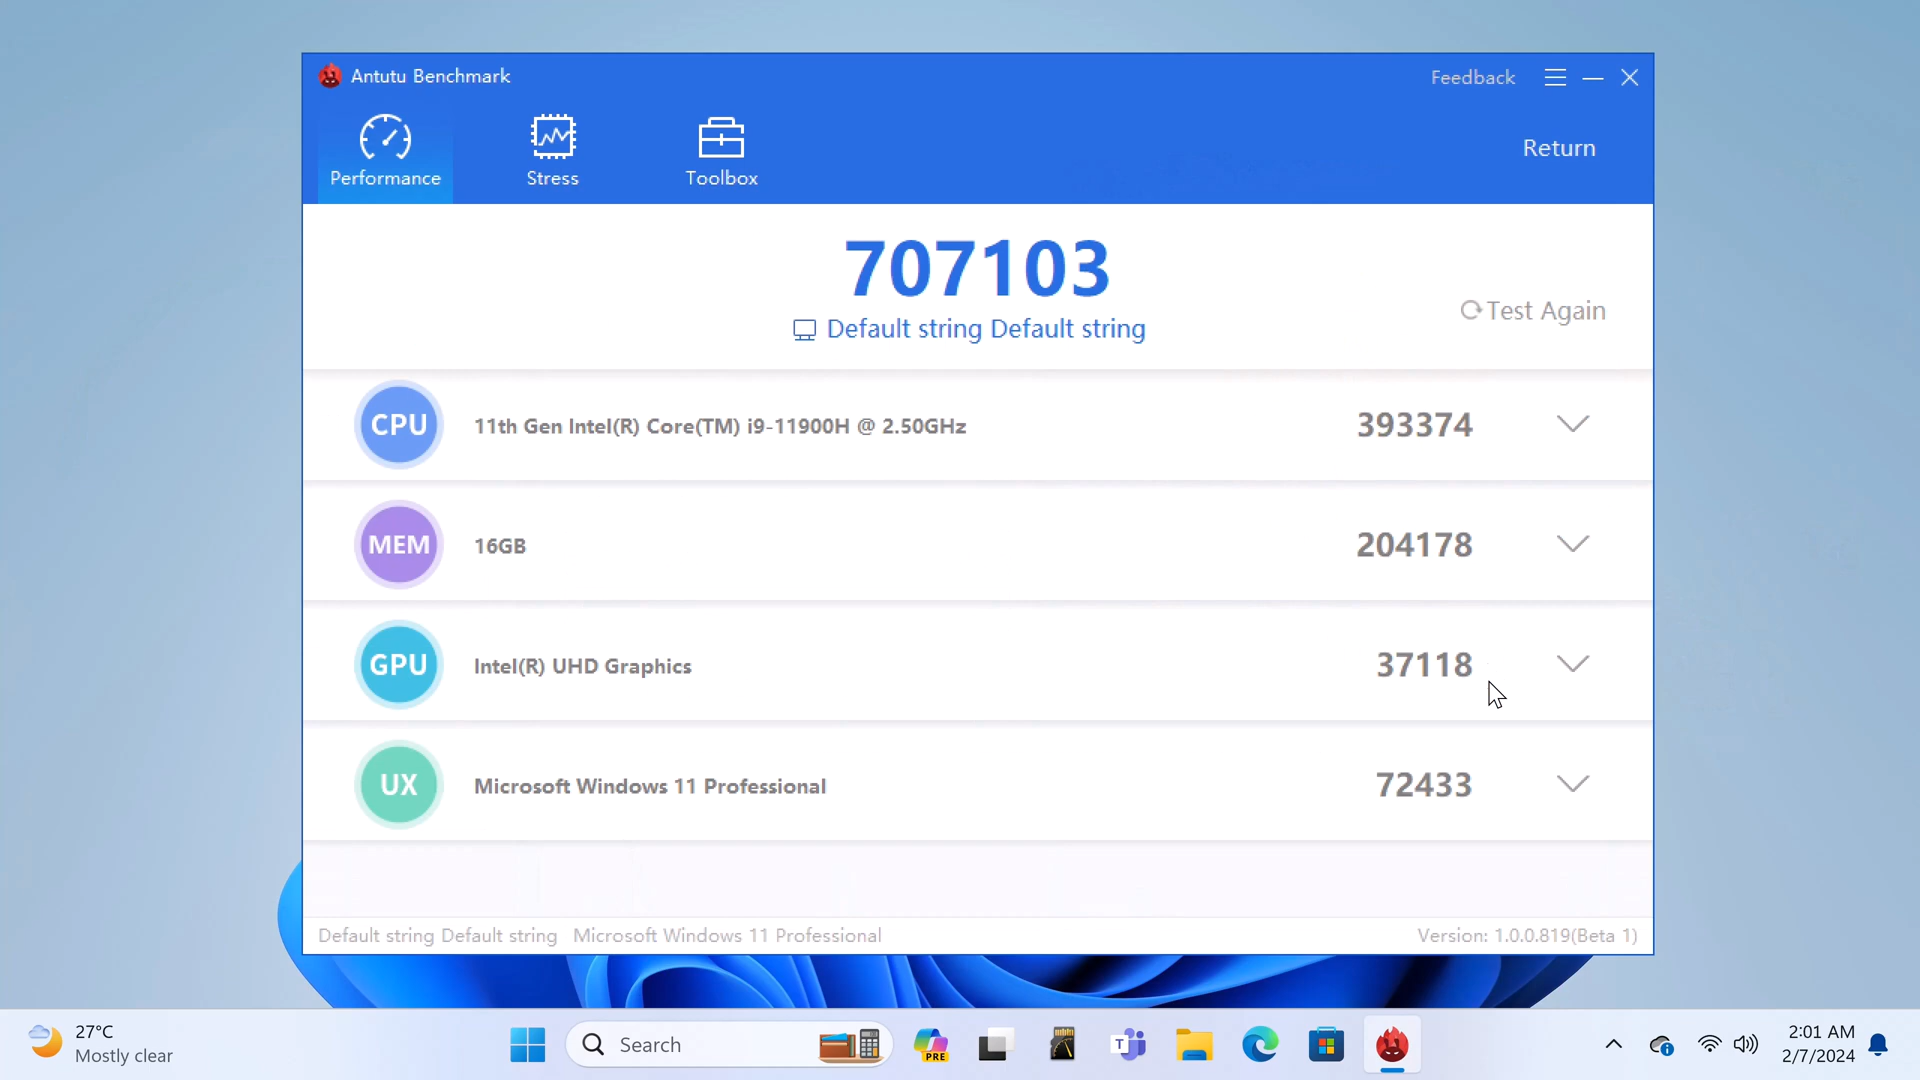 Antutu Benchmark
Feedback
Performance
Stress
Toolbox
Return
707103
Default string Default string
Test Again
CPU
11th Gen Intel(R) Core(TM) i9-11900H @ 2.50GHz
393374
MEM
16GB
204178
GPU
Intel(R) UHD Graphics
37118
UX
Microsoft Windows 11 Professional
72433
Default string Default string Microsoft Windows 11 Professional
Version: 1.0.0.819(Beta 1)
27°C
Mostly clear
Search
PRE
T
2:01 AM
2/7/2024